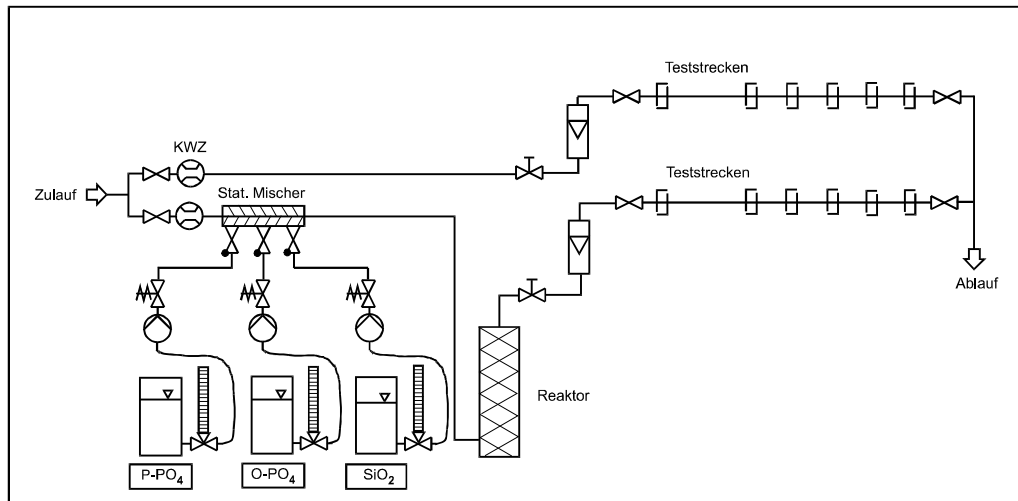 Teststrecken
KWZ
Teststrecken
Zulauf
Stat. Mischer
Ablauf
Reaktor
P-PO4
O-PO4
SiO2